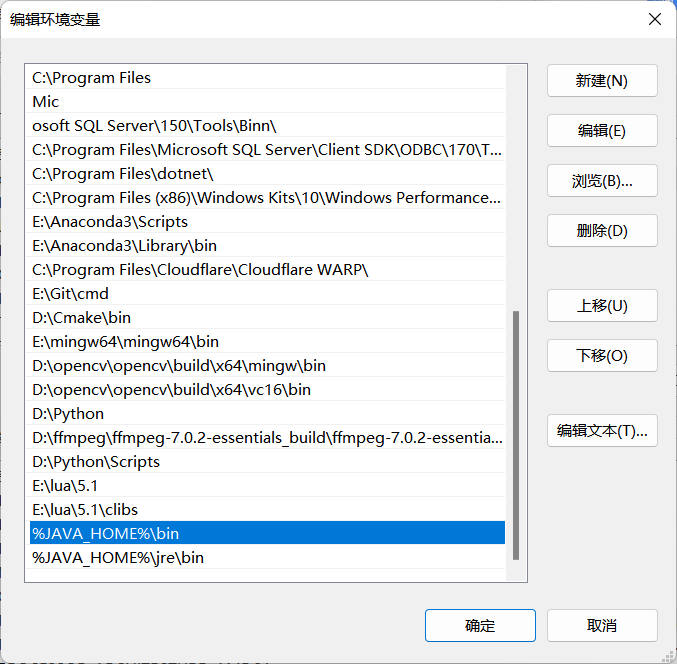 编辑环境变量
C:\Program Files
Mic
osoft SQL Server\150\Tools\Binn\
C:\Program Files\Microsoft SQL Server\Client SDK\ODBC\170\T...
C:\Program Files\dotnet\
C:\Program Files (x86)\Windows Kits\10\Windows Performance...
E:\Anaconda3\Scripts
E:\Anaconda3\Library\bin
C:\Program Files\Cloudflare\Cloudflare WARP\
E:\Git\cmd
D:\Cmake\bin
E:\mingw64\mingw64\bin
D:\opencv\opencv\build\x64\mingw\bin
D:\opencv\opencv\build\x64\vc16\bin
D:\Python
D:\ffmpeg\ffmpeg-7.0.2-essentials_build\ffmpeg-7.0.2-essentia...
D:\Python\Scripts
E:\lua\5.1
E:\lua\5.1\clibs
%JAVA_HOME%\bin
%JAVA_HOME%\jre\bin
新建(N)
编辑(E)
浏览(B)...
删除(D)
上移(U)
下移(O)
编辑文本(T)...
确定
取消